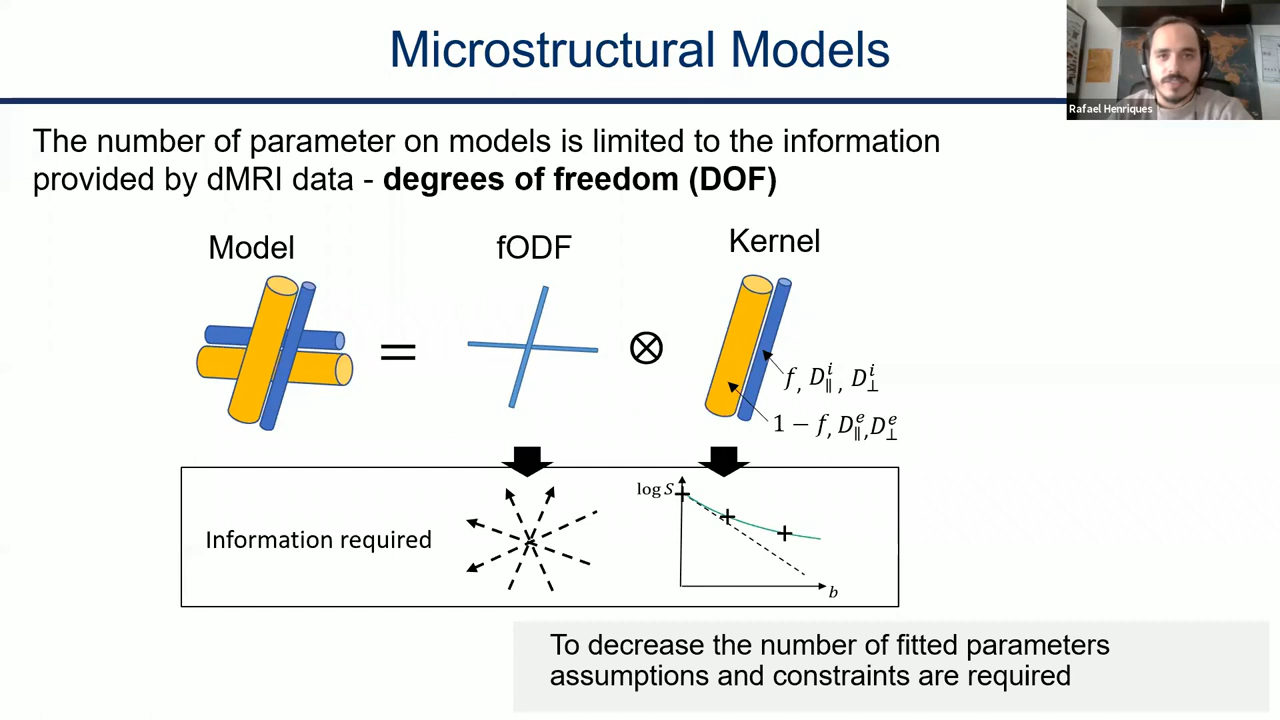 Microstructural Models
Rafael Henriques
The number of parameter on models is limited to the information
provided by dMRI data - degrees of freedom (DOF)
Model
fODF
Kernel
=
⊗
f, D∥^i, D⊥^i
1 − f, D∥^e, D⊥^e
Information required
log S
b
To decrease the number of fitted parameters
assumptions and constraints are required